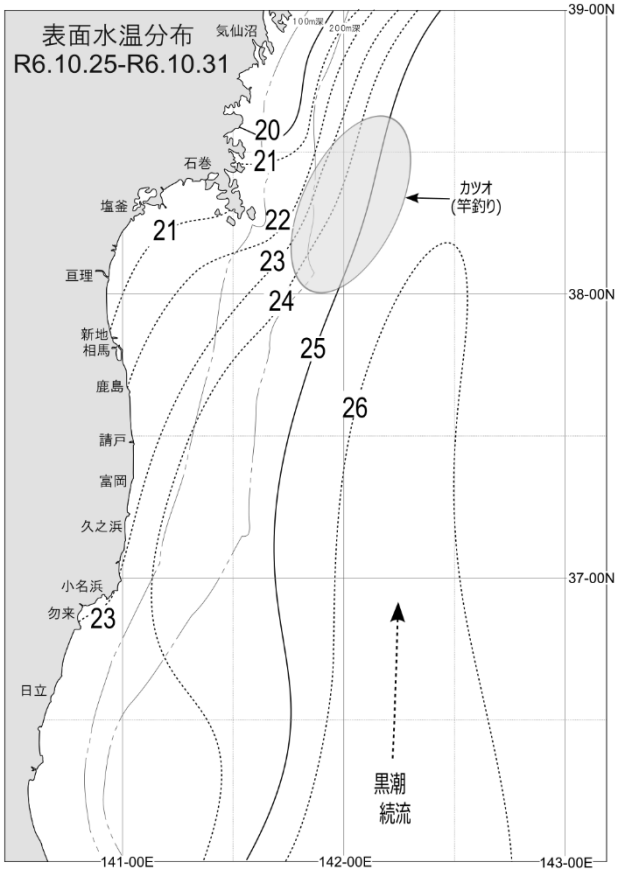 39-00N
表面水温分布
R6.10.25-R6.10.31
気仙沼
100m深
200m深
20
21
石巻
カツオ
(竿釣り)
塩釜
21
22
23
亘理
24
38-00N
新地
相馬
25
鹿島
26
請戸
富岡
久之浜
小名浜
37-00N
勿来
23
日立
黒潮
続流
141-00E
142-00E
143-00E